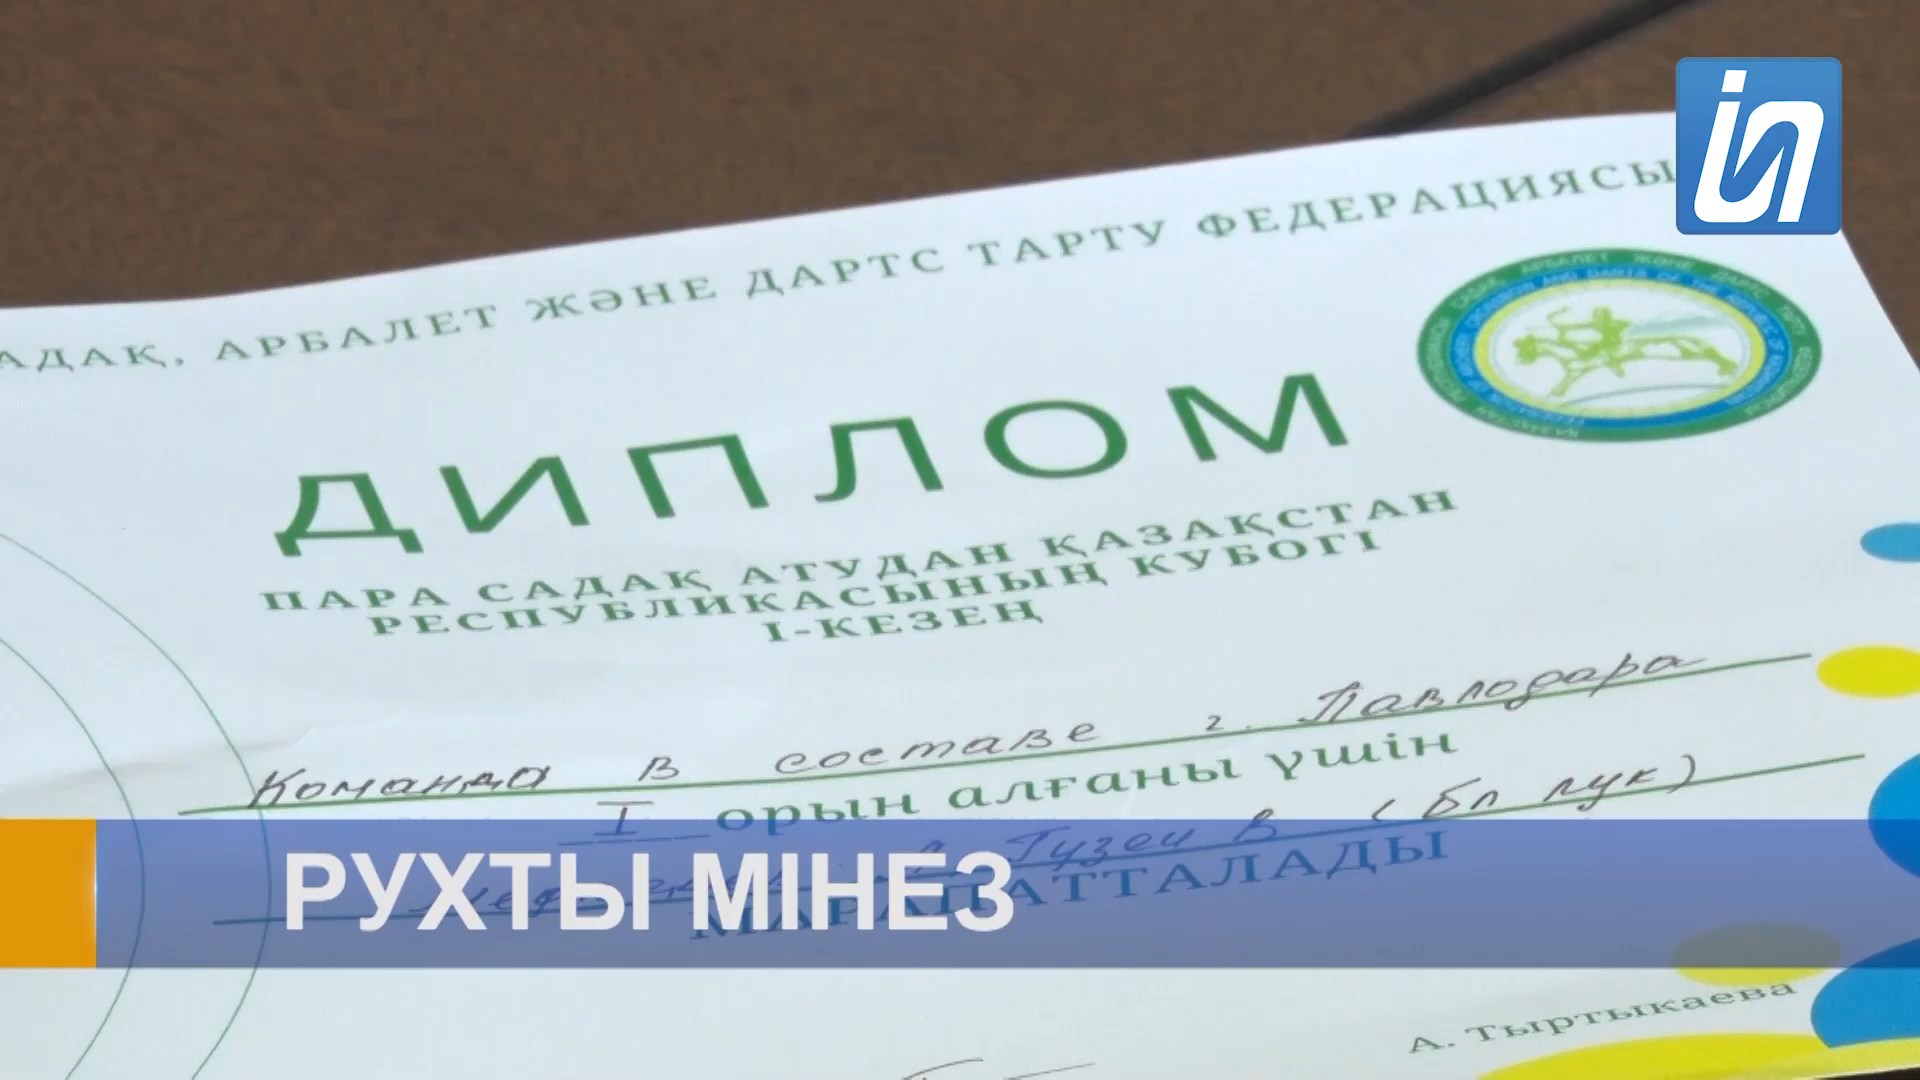 АДАҚ, АРБАЛЕТ ЖӘНЕ ДАРТС ТАРТУ ФЕДЕРАЦИЯСЫ
ДИПЛОМ
ПАРА САДАҚ АТУДАН ҚАЗАҚСТАН
РЕСПУБЛИКАСЫНЫҢ КУБОГІ
І-КЕЗЕҢ
Команда в составе г. Павлодара
I орын алғаны үшін
(бл лук)
МАРАПАТТАЛАДЫ
РУХТЫ МІНЕЗ
А. Тыртыкаева